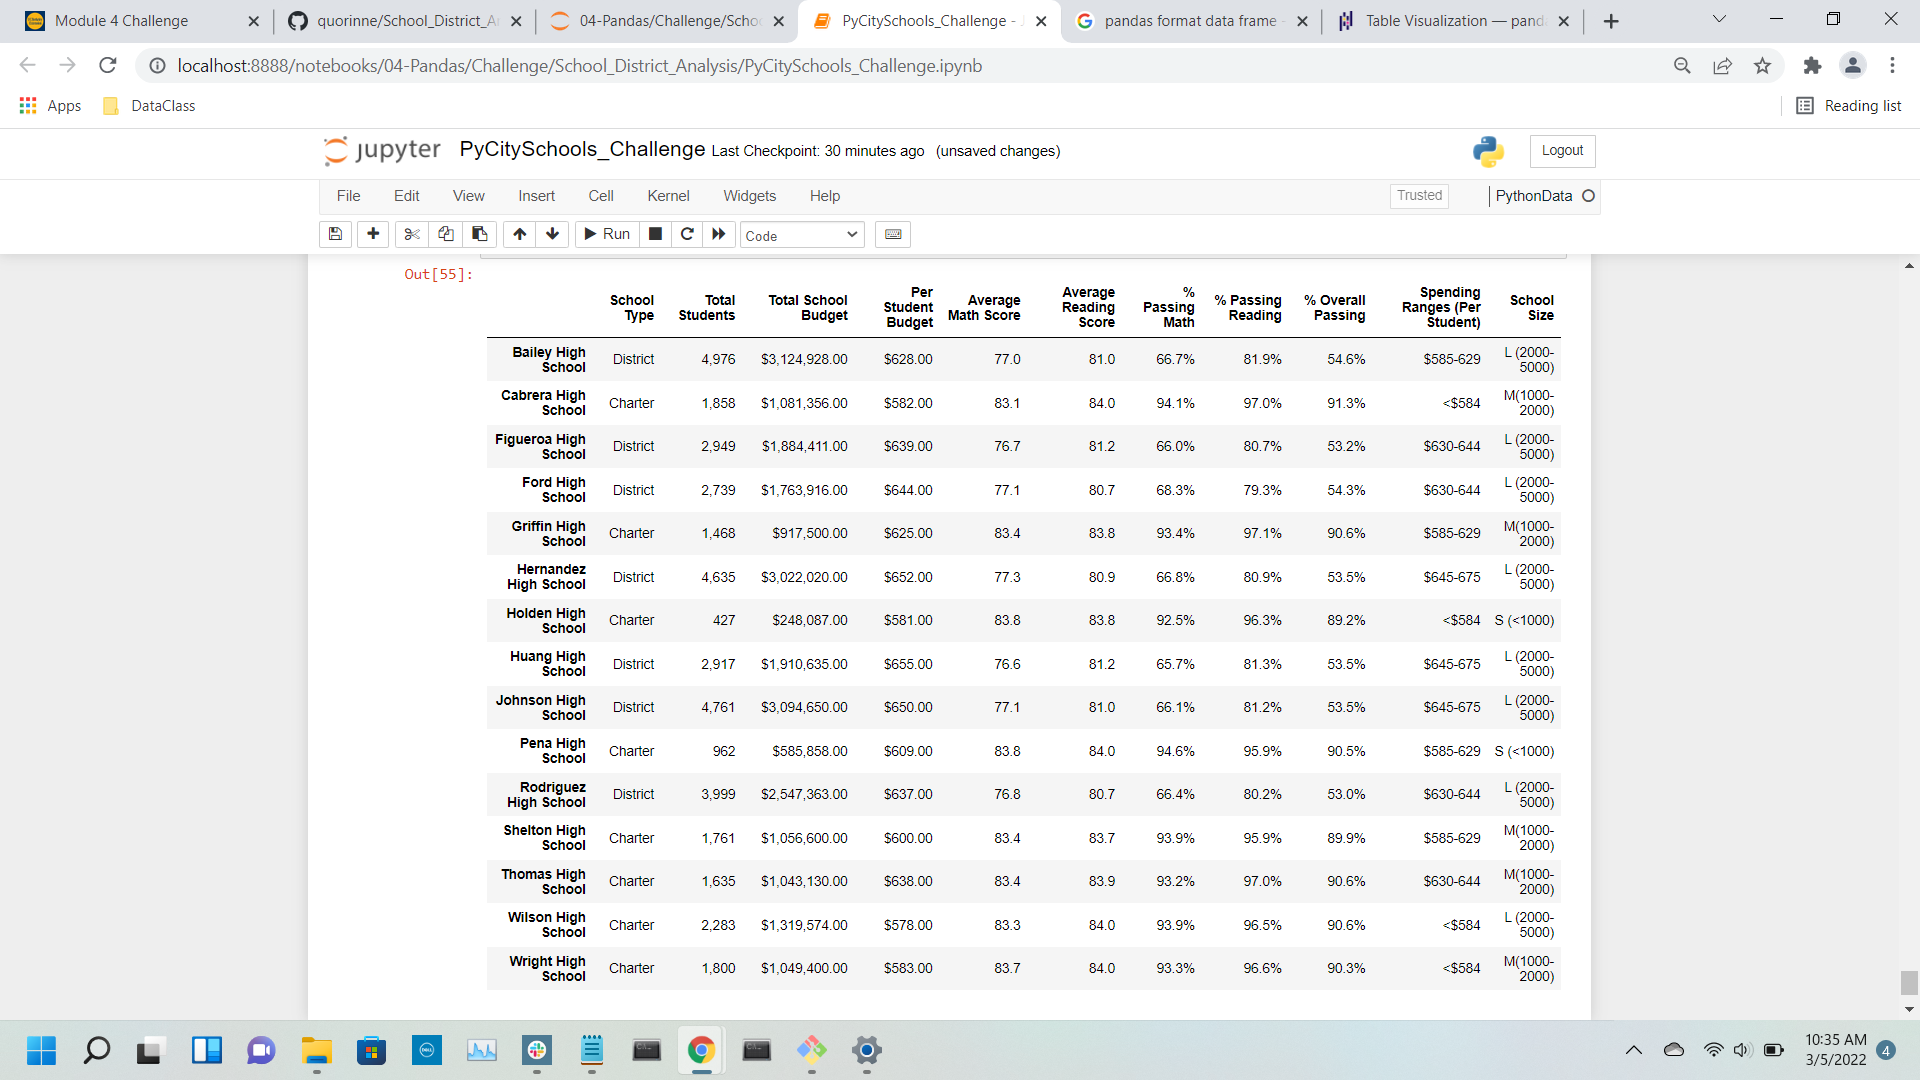 Module 4 Challenge
quorinne/School_District_A
04-Pandas/Challenge/Schoo
PyCitySchools_Challenge - J
pandas format data frame -
Table Visualization — panda
localhost:8888/notebooks/04-Pandas/Challenge/School_District_Analysis/PyCitySchools_Challenge.ipynb
Apps DataClass Reading list
jupyter PyCitySchools_Challenge Last Checkpoint: 30 minutes ago (unsaved changes) Logout
File Edit View Insert Cell Kernel Widgets Help Trusted PythonData
Run Code
Out[55]:
School Type Total Students Total School Budget Per Student Budget Average Math Score Average Reading Score % Passing Math % Passing Reading % Overall Passing Spending Ranges (Per Student) School Size
Bailey High School District 4,976 $3,124,928.00 $628.00 77.0 81.0 66.7% 81.9% 54.6% $585-629 L (2000-5000)
Cabrera High School Charter 1,858 $1,081,356.00 $582.00 83.1 84.0 94.1% 97.0% 91.3% <$584 M(1000-2000)
Figueroa High School District 2,949 $1,884,411.00 $639.00 76.7 81.2 66.0% 80.7% 53.2% $630-644 L (2000-5000)
Ford High School District 2,739 $1,763,916.00 $644.00 77.1 80.7 68.3% 79.3% 54.3% $630-644 L (2000-5000)
Griffin High School Charter 1,468 $917,500.00 $625.00 83.4 83.8 93.4% 97.1% 90.6% $585-629 M(1000-2000)
Hernandez High School District 4,635 $3,022,020.00 $652.00 77.3 80.9 66.8% 80.9% 53.5% $645-675 L (2000-5000)
Holden High School Charter 427 $248,087.00 $581.00 83.8 83.8 92.5% 96.3% 89.2% <$584 S (<1000)
Huang High School District 2,917 $1,910,635.00 $655.00 76.6 81.2 65.7% 81.3% 53.5% $645-675 L (2000-5000)
Johnson High School District 4,761 $3,094,650.00 $650.00 77.1 81.0 66.1% 81.2% 53.5% $645-675 L (2000-5000)
Pena High School Charter 962 $585,858.00 $609.00 83.8 84.0 94.6% 95.9% 90.5% $585-629 S (<1000)
Rodriguez High School District 3,999 $2,547,363.00 $637.00 76.8 80.7 66.4% 80.2% 53.0% $630-644 L (2000-5000)
Shelton High School Charter 1,761 $1,056,600.00 $600.00 83.4 83.7 93.9% 95.9% 89.9% $585-629 M(1000-2000)
Thomas High School Charter 1,635 $1,043,130.00 $638.00 83.4 83.9 93.2% 97.0% 90.6% $630-644 M(1000-2000)
Wilson High School Charter 2,283 $1,319,574.00 $578.00 83.3 84.0 93.9% 96.5% 90.6% <$584 L (2000-5000)
Wright High School Charter 1,800 $1,049,400.00 $583.00 83.7 84.0 93.3% 96.6% 90.3% <$584 M(1000-2000)
10:35 AM
3/5/2022
4